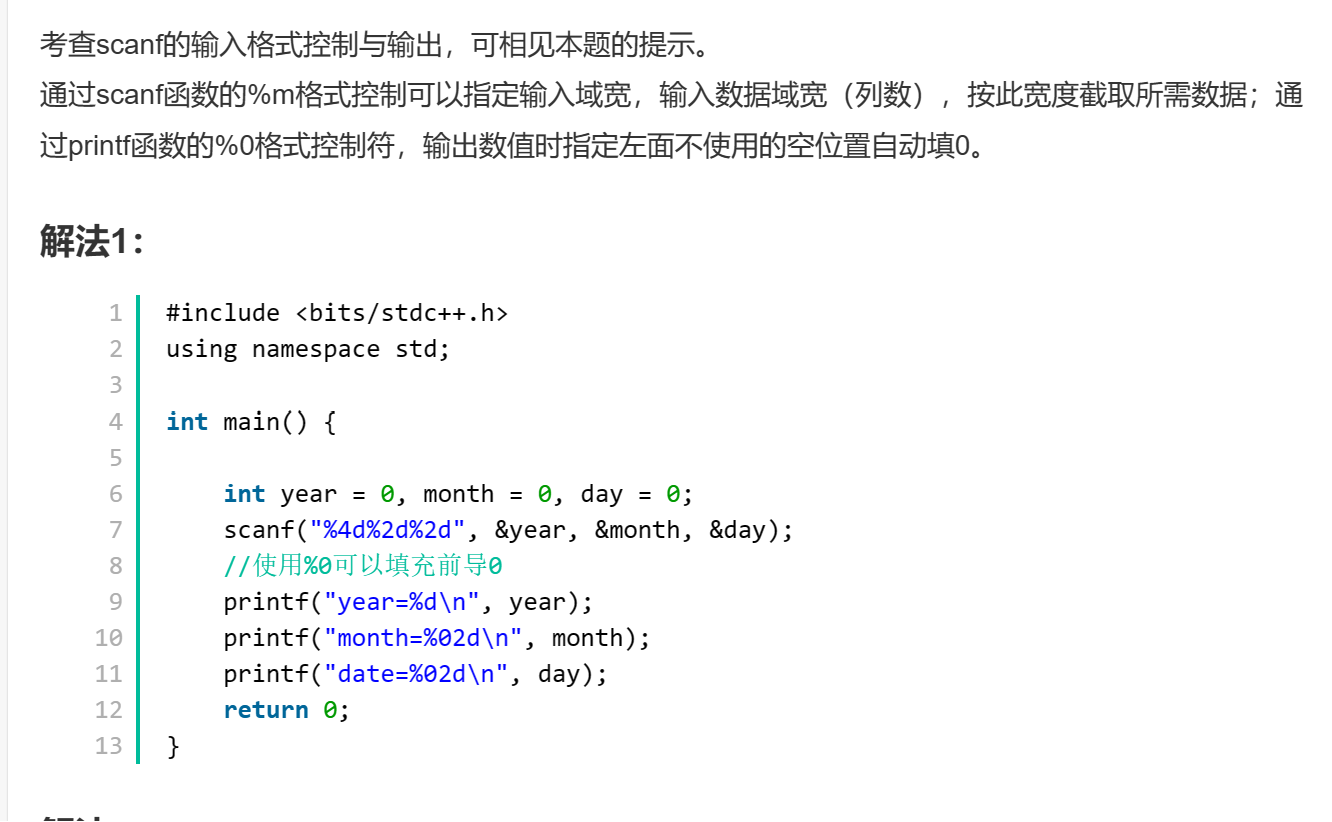 考查scanf的输入格式控制与输出，可相见本题的提示。
通过scanf函数的%m格式控制可以指定输入域宽，输入数据域宽（列数），按此宽度截取所需数据；通
过printf函数的%0格式控制符，输出数值时指定左面不使用的空位置自动填0。
解法1：
1 #include <bits/stdc++.h>
2 using namespace std;
3
4 int main() {
5
6     int year = 0, month = 0, day = 0;
7     scanf("%4d%2d%2d", &year, &month, &day);
8     //使用%0可以填充前导0
9     printf("year=%d\n", year);
10     printf("month=%02d\n", month);
11     printf("date=%02d\n", day);
12     return 0;
13 }